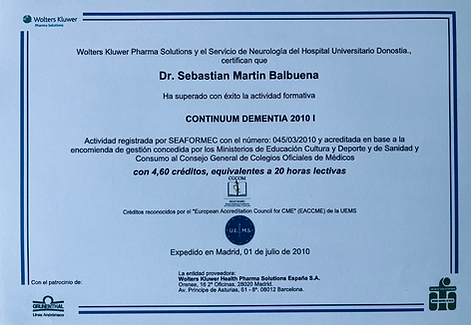 Wolters Kluwer
Pharma Solutions
Wolters Kluwer Pharma Solutions y el Servicio de Neurología del Hospital Universitario Donostia.,
certifican que
Dr. Sebastian Martin Balbuena
Ha superado con éxito la actividad formativa
CONTINUUM DEMENTIA 2010 I
Actividad registrada por SEAFORMEC con el número: 045/03/2010 y acreditada en base a la
encomienda de gestión concedida por los Ministerios de Educación Cultura y Deporte y de Sanidad y
Consumo al Consejo General de Colegios Oficiales de Médicos
con 4,60 créditos, equivalentes a 20 horas lectivas
CGCOM
Créditos reconocidos por el "European Accreditation Council for CME" (EACCME) de la UEMS
U.E.M.S.
Expedido en Madrid, 01 de julio de 2010
La entidad proveedora:
Wolters Kluwer Health Pharma Solutions España S.A.
Orense, 16 2º Oficinas, 28020 Madrid.
Av. Príncipe de Asturias, 61 - 8ª. 08012 Barcelona.
Con el patrocinio de:
GRÜNENTHAL